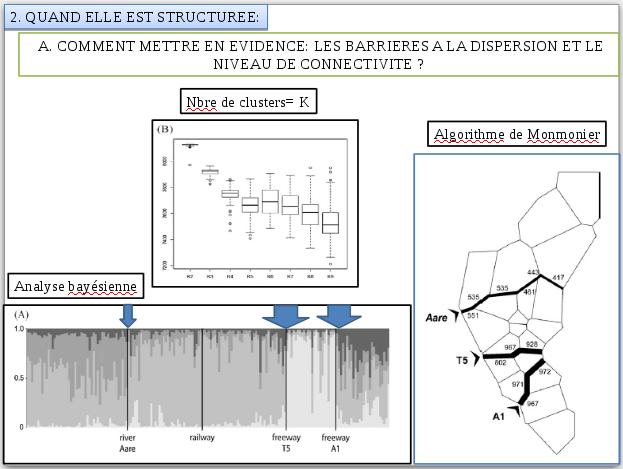 2. QUAND ELLE EST STRUCTUREE:
A. COMMENT METTRE EN EVIDENCE: LES BARRIERES A LA DISPERSION ET LE
NIVEAU DE CONNECTIVITE ?
Nbre de clusters= K
(B)
K2 K3 K4 K5 K6 K7 K8 K9
Algorithme de Monmonier
443 417
535 535 461
551
Aare
T5
967 928
802 972
971
967
A1
Analyse bayésienne
(A)
1.0
0.5
0
river railway freeway freeway
Aare T5 A1